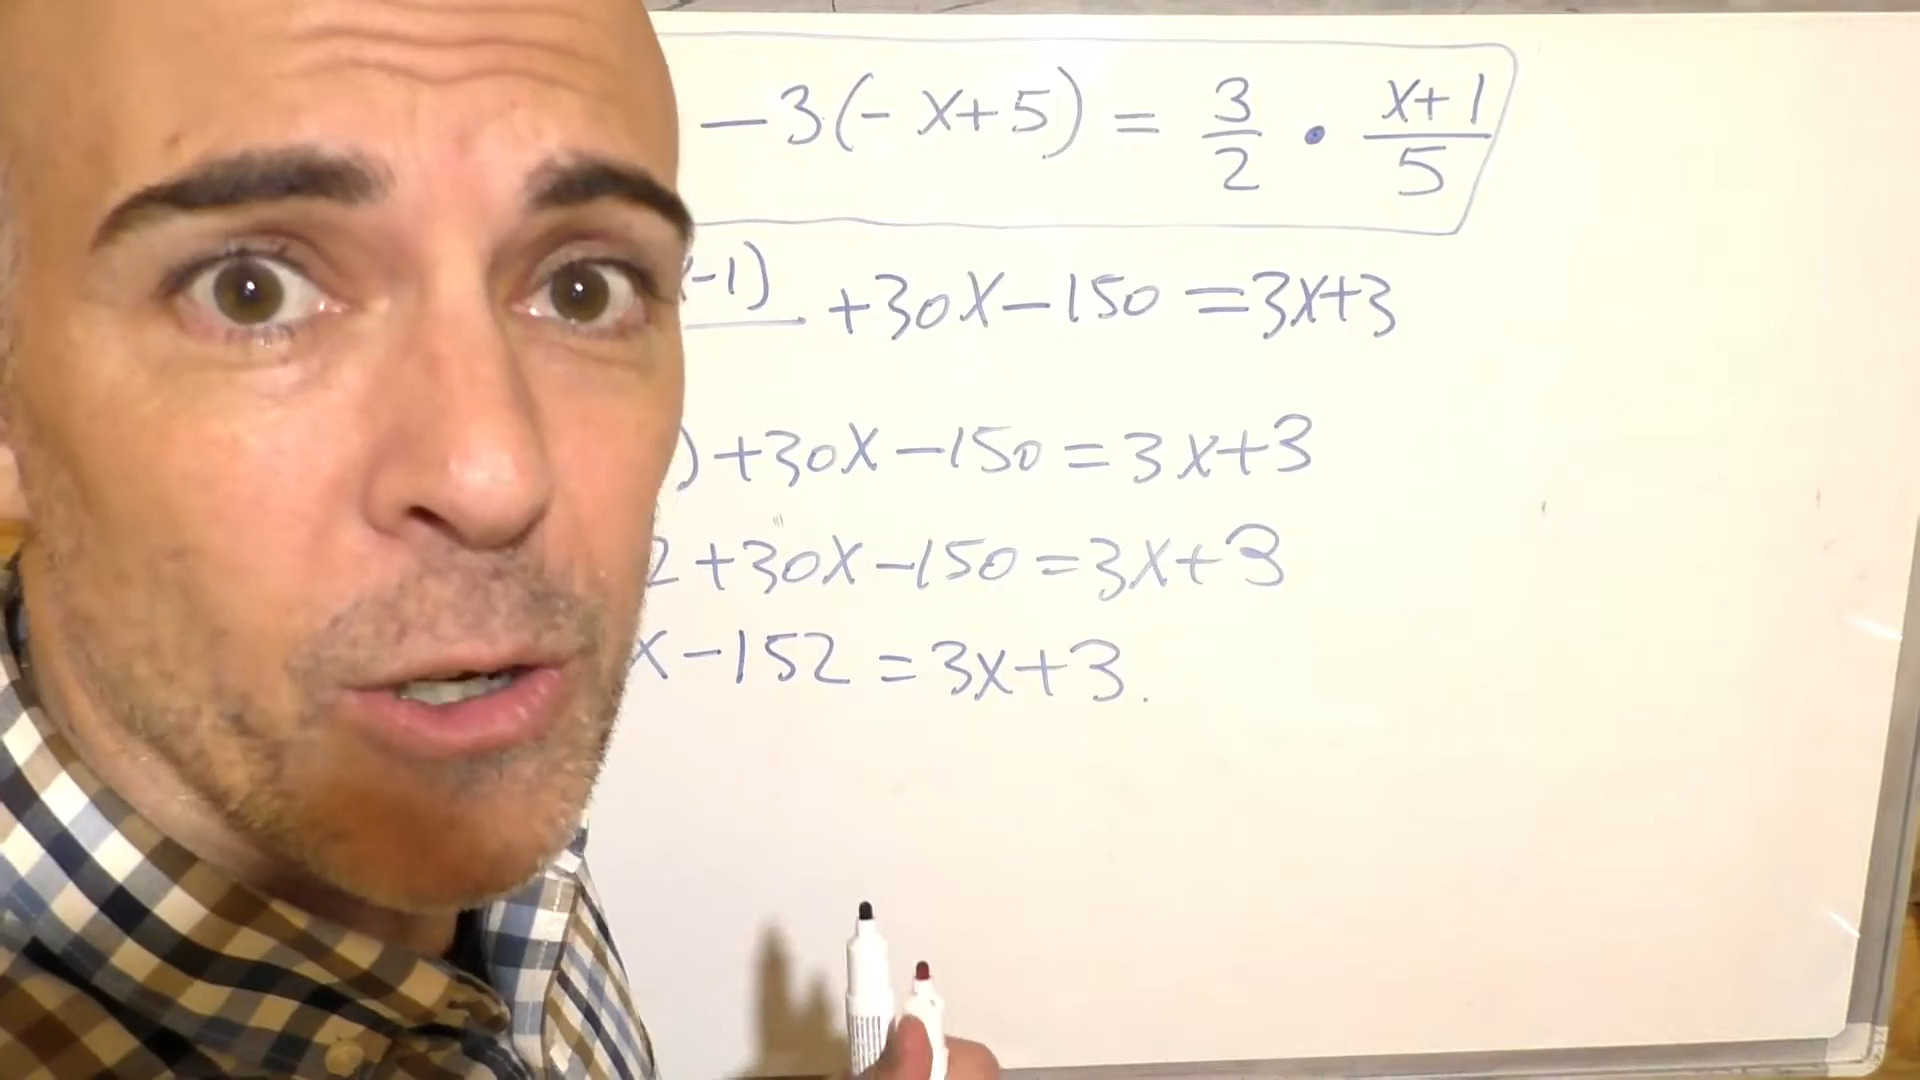 -3(-x+5) = 3/2 · x+1/5
-1) +30x-150 =3x+3
)+30x-150=3x+3
2+30x-150=3x+3
x-152=3x+3.